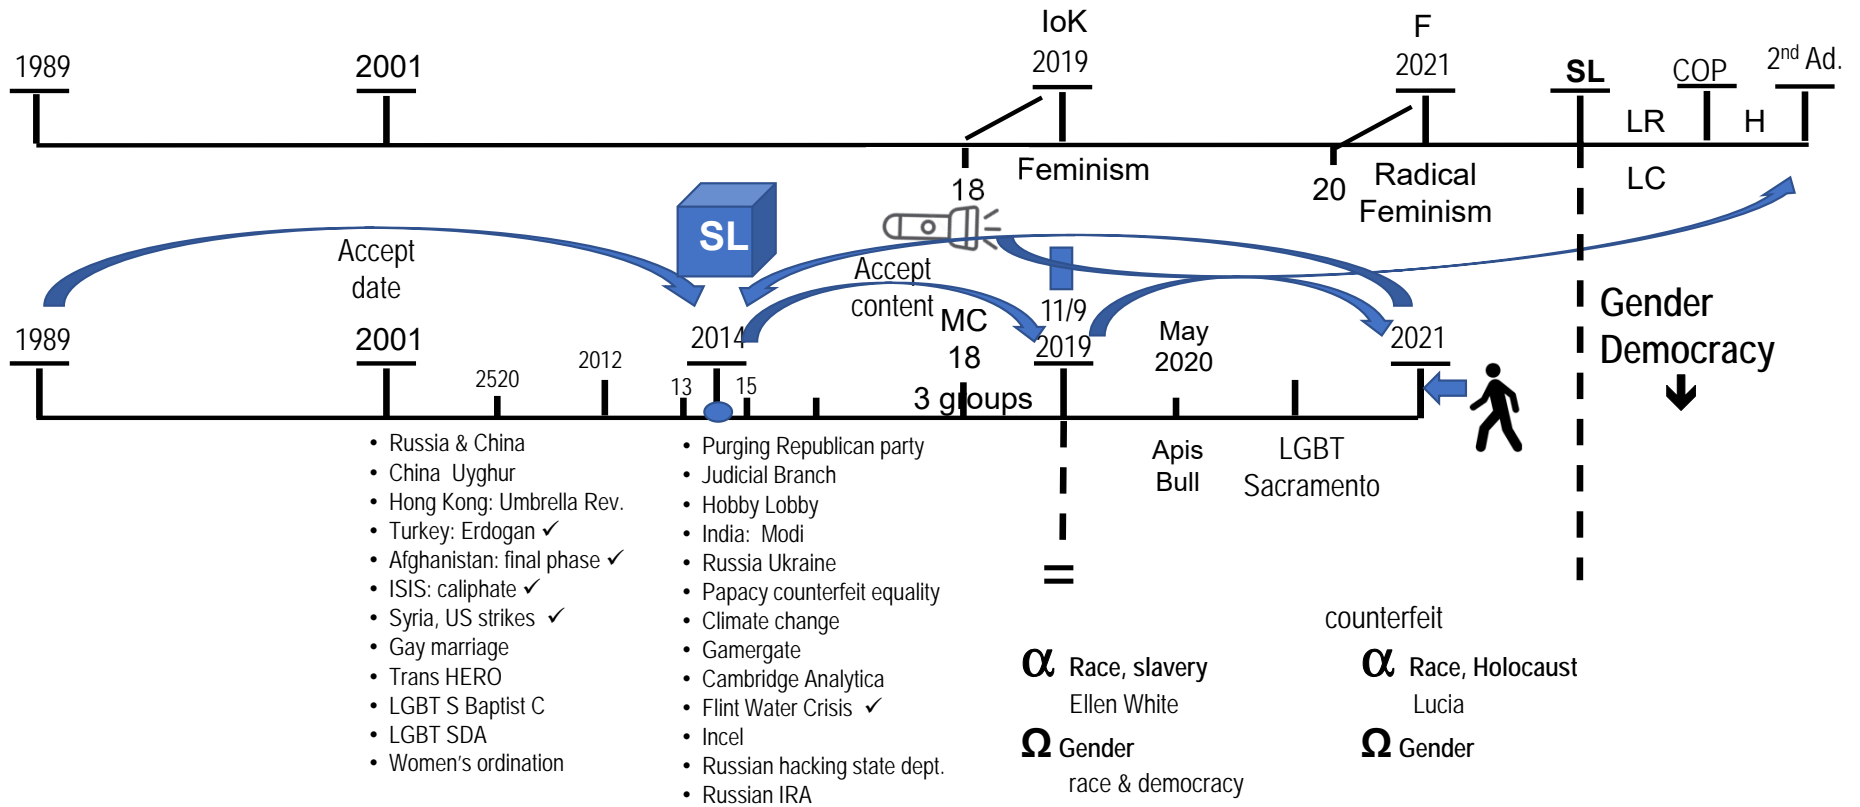 IoK
F
1989
2001
2019
2021
SL
COP
2nd Ad.
LR
H
18
Feminism
20
Radical
Feminism
LC
SL
Accept
date
Accept
content
MC
18
3 groups
11/9
2019
May
2020
2021
Gender
Democracy
1989
2001
2520
2012
13
2014
15
• Russia & China
• China Uyghur
• Hong Kong: Umbrella Rev.
• Turkey: Erdogan ✓
• Afghanistan: final phase ✓
• ISIS: caliphate ✓
• Syria, US strikes ✓
• Gay marriage
• Trans HERO
• LGBT S Baptist C
• LGBT SDA
• Women's ordination
• Purging Republican party
• Judicial Branch
• Hobby Lobby
• India: Modi
• Russia Ukraine
• Papacy counterfeit equality
• Climate change
• Gamergate
• Cambridge Analytica
• Flint Water Crisis ✓
• Incel
• Russian hacking state dept.
• Russian IRA
Apis
Bull
LGBT
Sacramento
=
α Race, slavery
Ellen White
Ω Gender
race & democracy
counterfeit
α Race, Holocaust
Lucia
Ω Gender